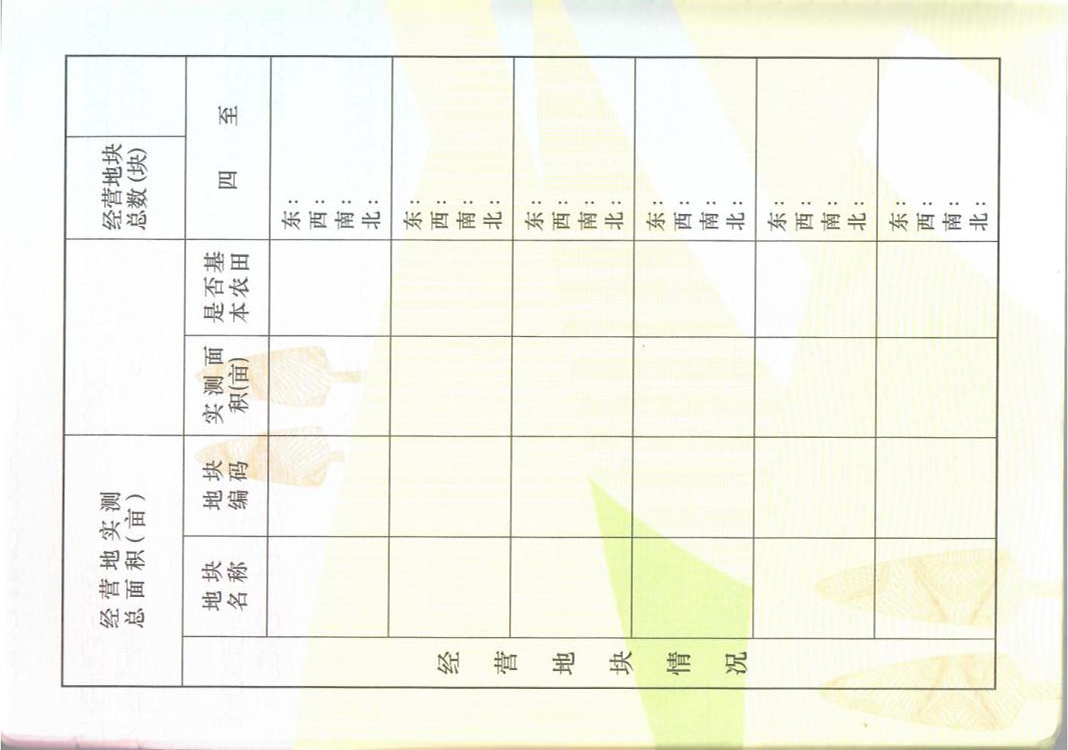 经营地实测
总面积(亩)
经营地块
总数(块)
经营地块情况
地块
名称
地块
编码
实测面
积(亩)
是否基
本农田
四至
东：
西：
南：
北：
东：
西：
南：
北：
东：
西：
南：
北：
东：
西：
南：
北：
东：
西：
南：
北：
东：
西：
南：
北：